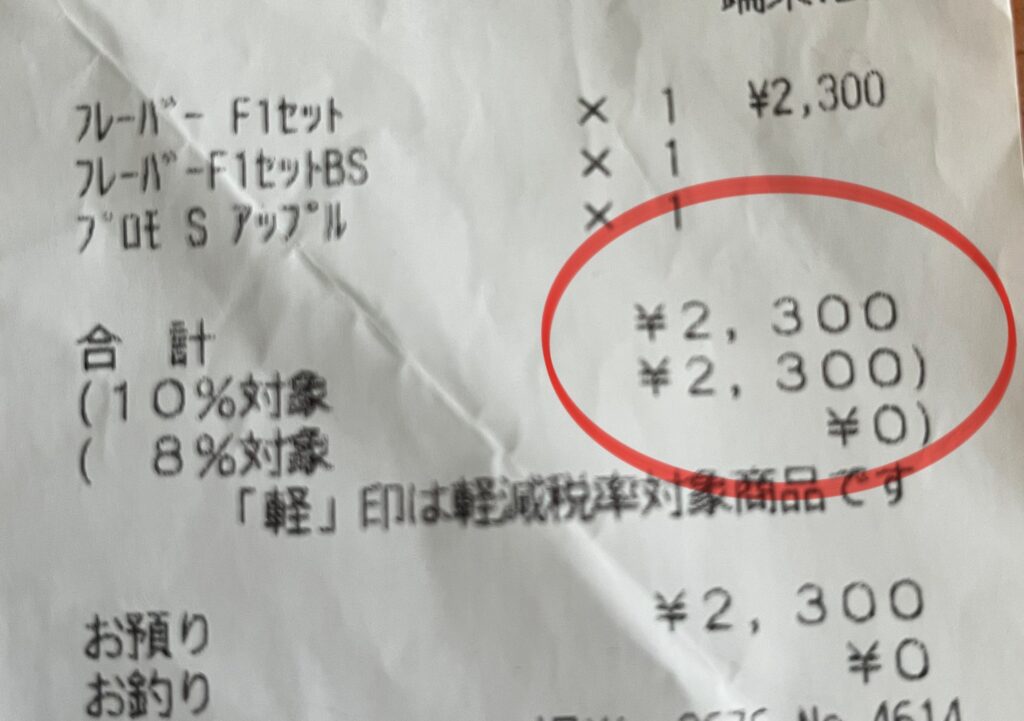 ﾌﾚｰﾊﾞｰ F1ｾｯﾄ × 1 ¥2,300
ﾌﾚｰﾊﾞｰF1ｾｯﾄBS × 1
ﾌﾟﾛﾓ S ｱｯﾌﾟﾙ × 1
合 計 ¥2,300
(10%対象 ¥2,300)
( 8%対象 ¥0)
「軽」印は軽減税率対象商品です
お預り ¥2,300
お釣り ¥0
No 4614